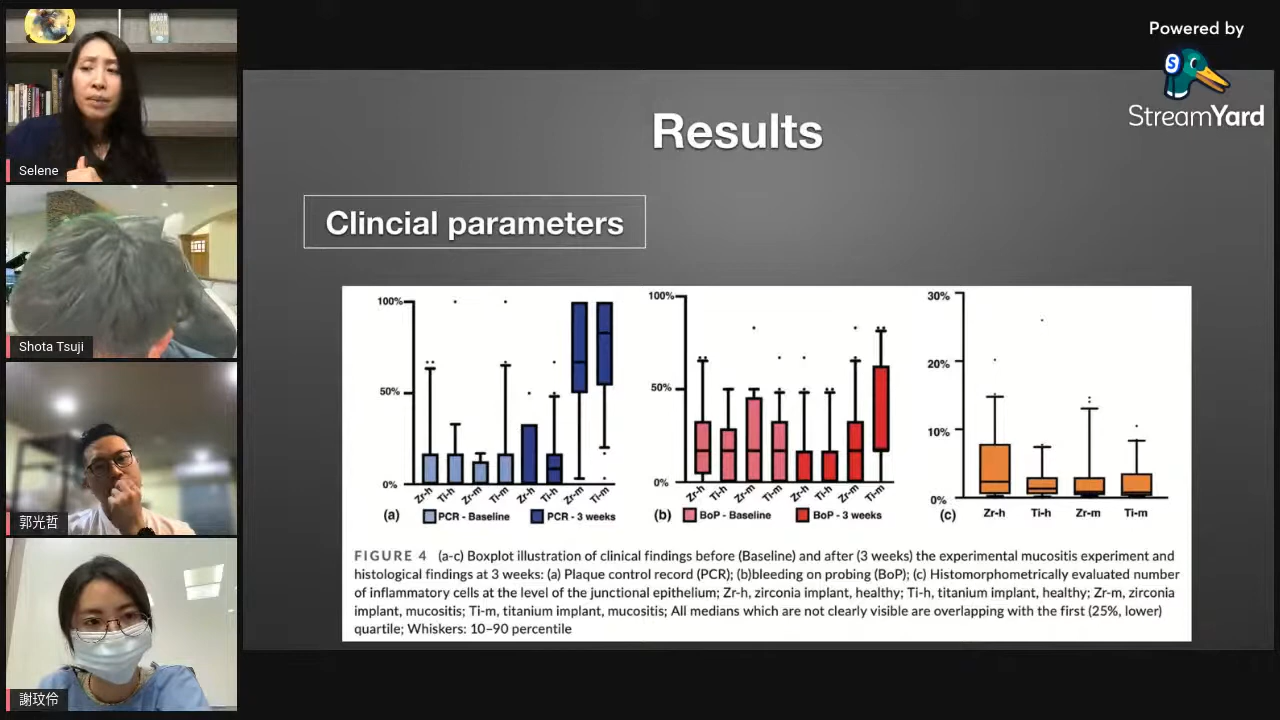 Powered by
StreamYard
Selene
Shota Tsuji
郭光哲
謝玟伶
Results
Clincial parameters
100%
50%
0%
Zr-h Ti-h Zr-m Ti-m Zr-h Ti-h Zr-m Ti-m
(a) PCR - Baseline PCR - 3 weeks
100%
50%
0%
Zr-h Ti-h Zr-m Ti-m Zr-h Ti-h Zr-m Ti-m
(b) BoP - Baseline BoP - 3 weeks
30%
20%
10%
0%
Zr-h Ti-h Zr-m Ti-m
(c)
FIGURE 4 (a-c) Boxplot illustration of clinical findings before (Baseline) and after (3 weeks) the experimental mucositis experiment and
histological findings at 3 weeks: (a) Plaque control record (PCR); (b)bleeding on probing (BoP); (c) Histomorphometrically evaluated number
of inflammatory cells at the level of the junctional epithelium; Zr-h, zirconia implant, healthy; Ti-h, titanium implant, healthy; Zr-m, zirconia
implant, mucositis; Ti-m, titanium implant, mucositis; All medians which are not clearly visible are overlapping with the first (25%, lower)
quartile; Whiskers: 10–90 percentile